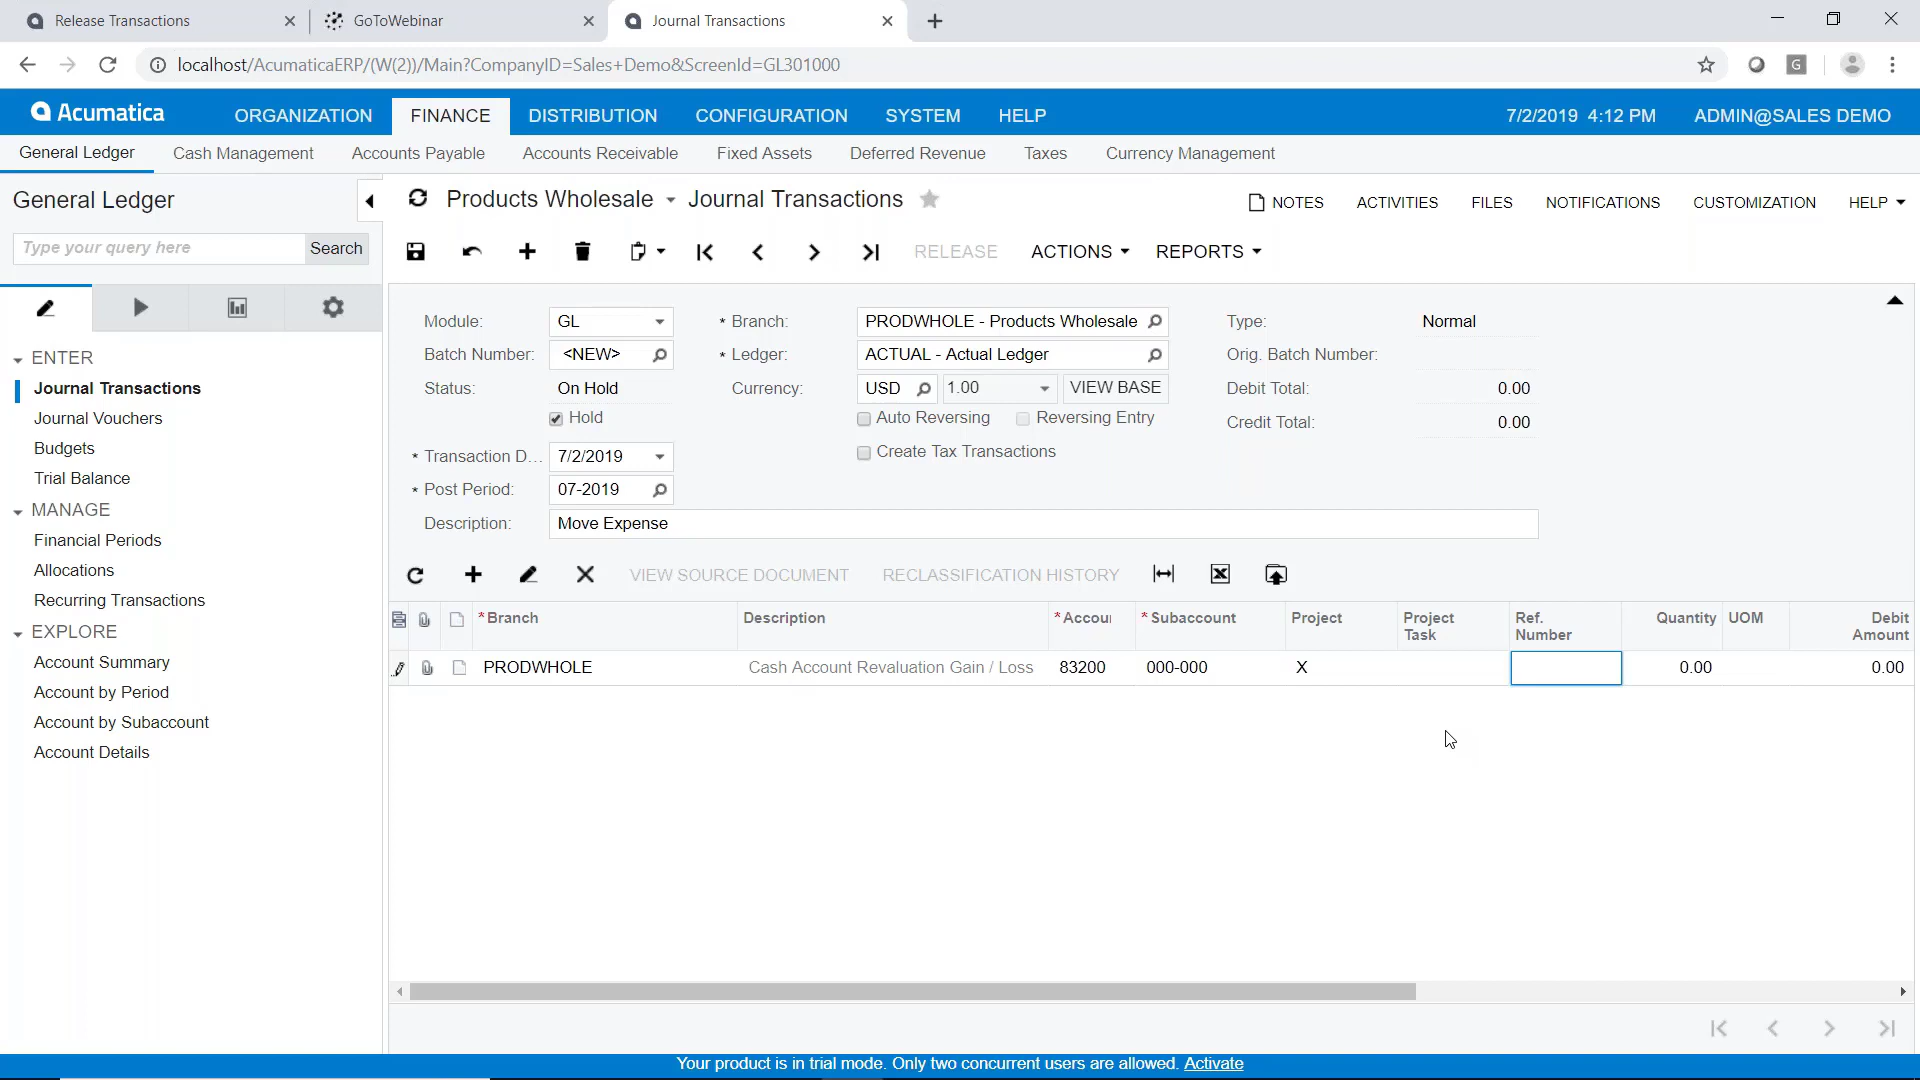 Release Transactions
GoToWebinar
Journal Transactions
localhost/AcumaticaERP/(W(2))/Main?CompanyID=Sales+Demo&ScreenId=GL301000
G
Acumatica
ORGANIZATION FINANCE DISTRIBUTION CONFIGURATION SYSTEM HELP
7/2/2019 4:12 PM ADMIN@SALES DEMO
General Ledger Cash Management Accounts Payable Accounts Receivable Fixed Assets Deferred Revenue Taxes Currency Management
General Ledger
Type your query here Search
ENTER
Journal Transactions
Journal Vouchers
Budgets
Trial Balance
MANAGE
Financial Periods
Allocations
Recurring Transactions
EXPLORE
Account Summary
Account by Period
Account by Subaccount
Account Details
Products Wholesale Journal Transactions
NOTES ACTIVITIES FILES NOTIFICATIONS CUSTOMIZATION HELP
RELEASE ACTIONS REPORTS
Module: GL
Batch Number: <NEW>
Status: On Hold
Hold
* Transaction D... 7/2/2019
* Post Period: 07-2019
Description: Move Expense
* Branch: PRODWHOLE - Products Wholesale
* Ledger: ACTUAL - Actual Ledger
Currency: USD 1.00 VIEW BASE
Auto Reversing Reversing Entry
Create Tax Transactions
Type: Normal
Orig. Batch Number:
Debit Total: 0.00
Credit Total: 0.00
VIEW SOURCE DOCUMENT RECLASSIFICATION HISTORY
* Branch Description * Accou * Subaccount Project Project Task Ref. Number Quantity UOM Debit Amount
PRODWHOLE Cash Account Revaluation Gain / Loss 83200 000-000 X 0.00 0.00
Your product is in trial mode. Only two concurrent users are allowed. Activate